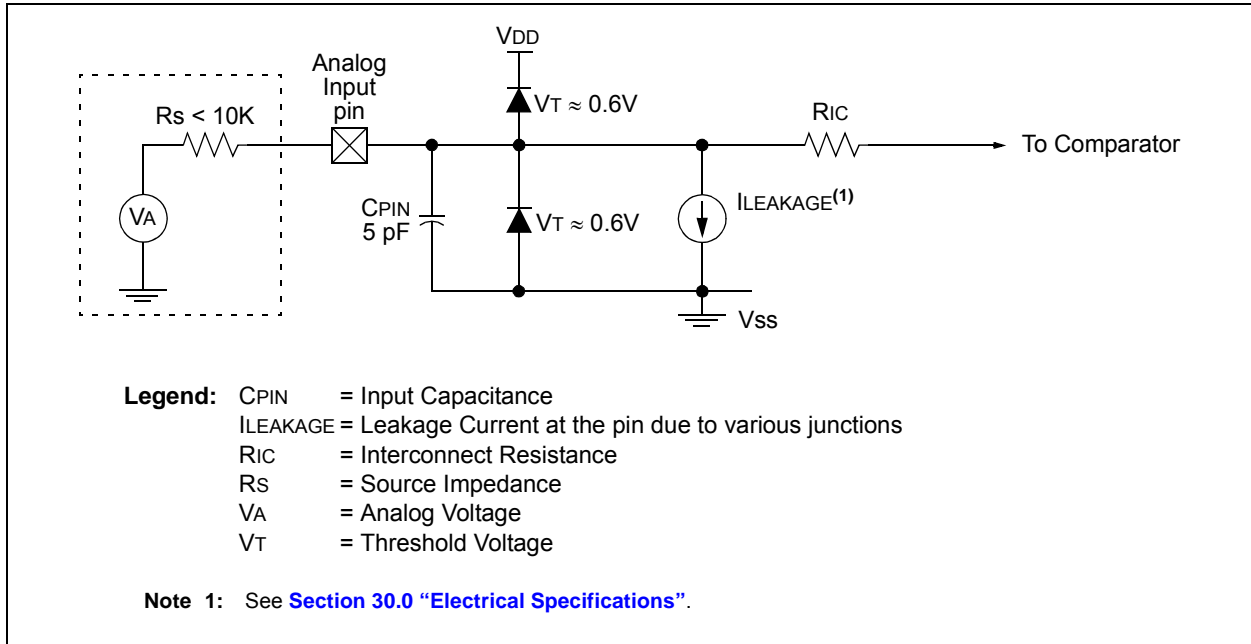 VDD
Analog
Input
pin
Rs < 10K
VT ≈ 0.6V
RIC
To Comparator
VA
CPIN
5 pF
VT ≈ 0.6V
ILEAKAGE(1)
Vss
Legend: CPIN = Input Capacitance
ILEAKAGE = Leakage Current at the pin due to various junctions
RIC = Interconnect Resistance
RS = Source Impedance
VA = Analog Voltage
VT = Threshold Voltage
Note 1: See Section 30.0 “Electrical Specifications”.